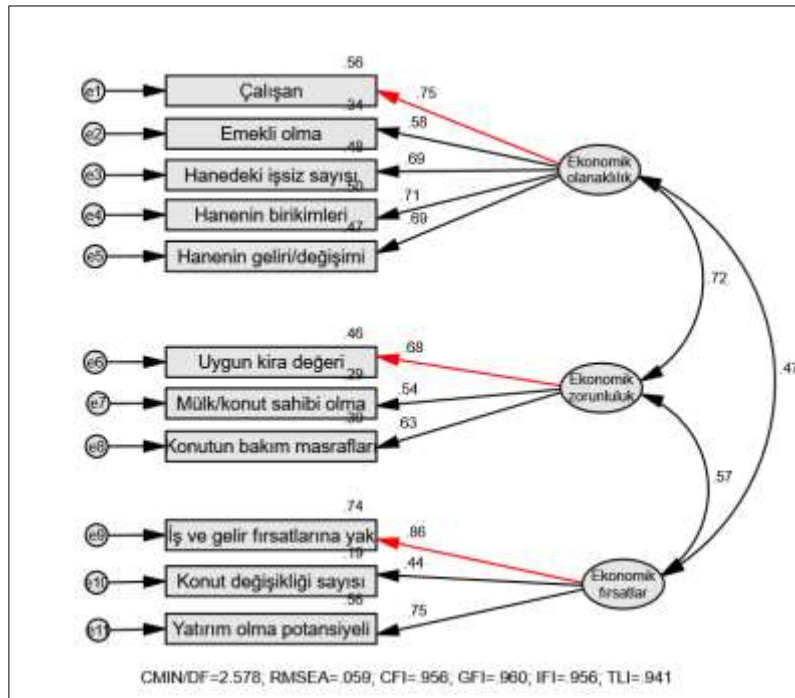 .56
e1
Çalışan
.75
.34
e2
Emekli olma
.58
.48
e3
Hanedeki işsiz sayısı
.69
Ekonomik
olanaklılık
.50
e4
Hanenin birikimleri
.71
.47
.69
e5
Hanenin geliri/değişimi
.72
.46
e6
Uygun kira değeri
.68
.29
Ekonomik
zorunluluk
.47
e7
Mülk/konut sahibi olma
.54
.39
e8
Konutun bakım masrafları
.63
.57
.74
e9
İş ve gelir fırsatlarına yak
.86
.19
e10
Konut değişikliği sayısı
.44
Ekonomik
fırsatlar
.56
e11
Yatırım olma potansiyeli
.75
CMIN/DF=2.578, RMSEA=.059, CFI=.956, GFI=.960; IFI=.956; TLI=.941